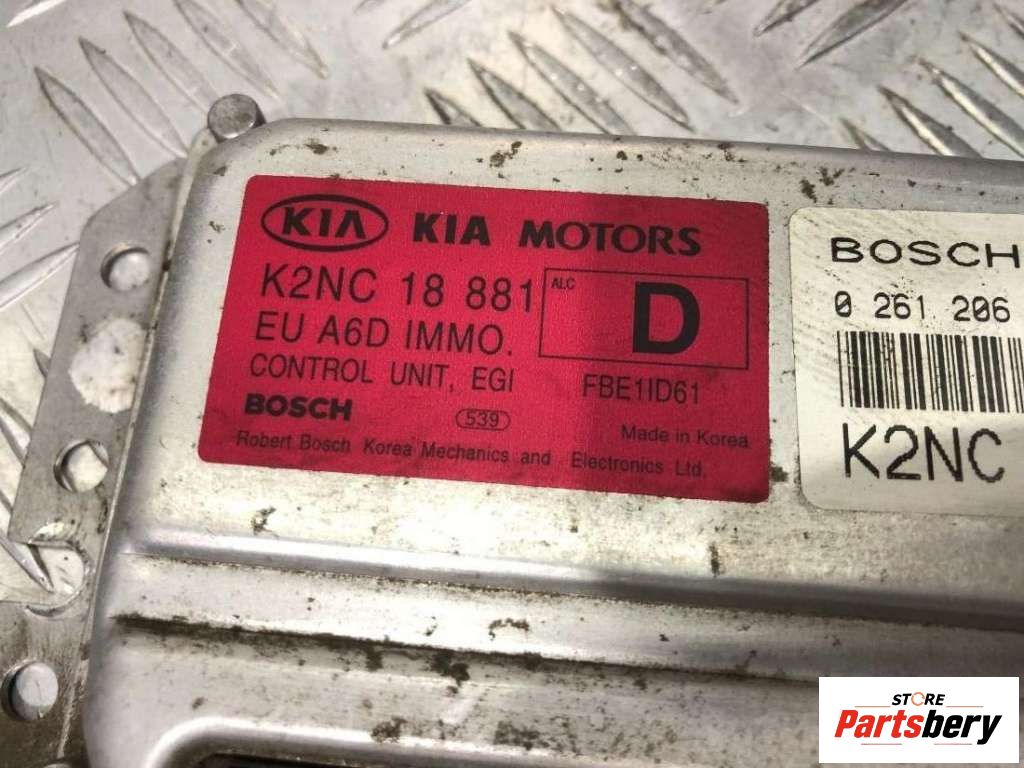 KIA KIA MOTORS
K2NC 18 881
ALC
D
EU A6D IMMO.
CONTROL UNIT, EGI
FBE1ID61
BOSCH
539
Made in Korea
Robert Bosch Korea Mechanics and Electronics Ltd.
BOSCH
0 261 206
K2NC
STORE
Partsbery